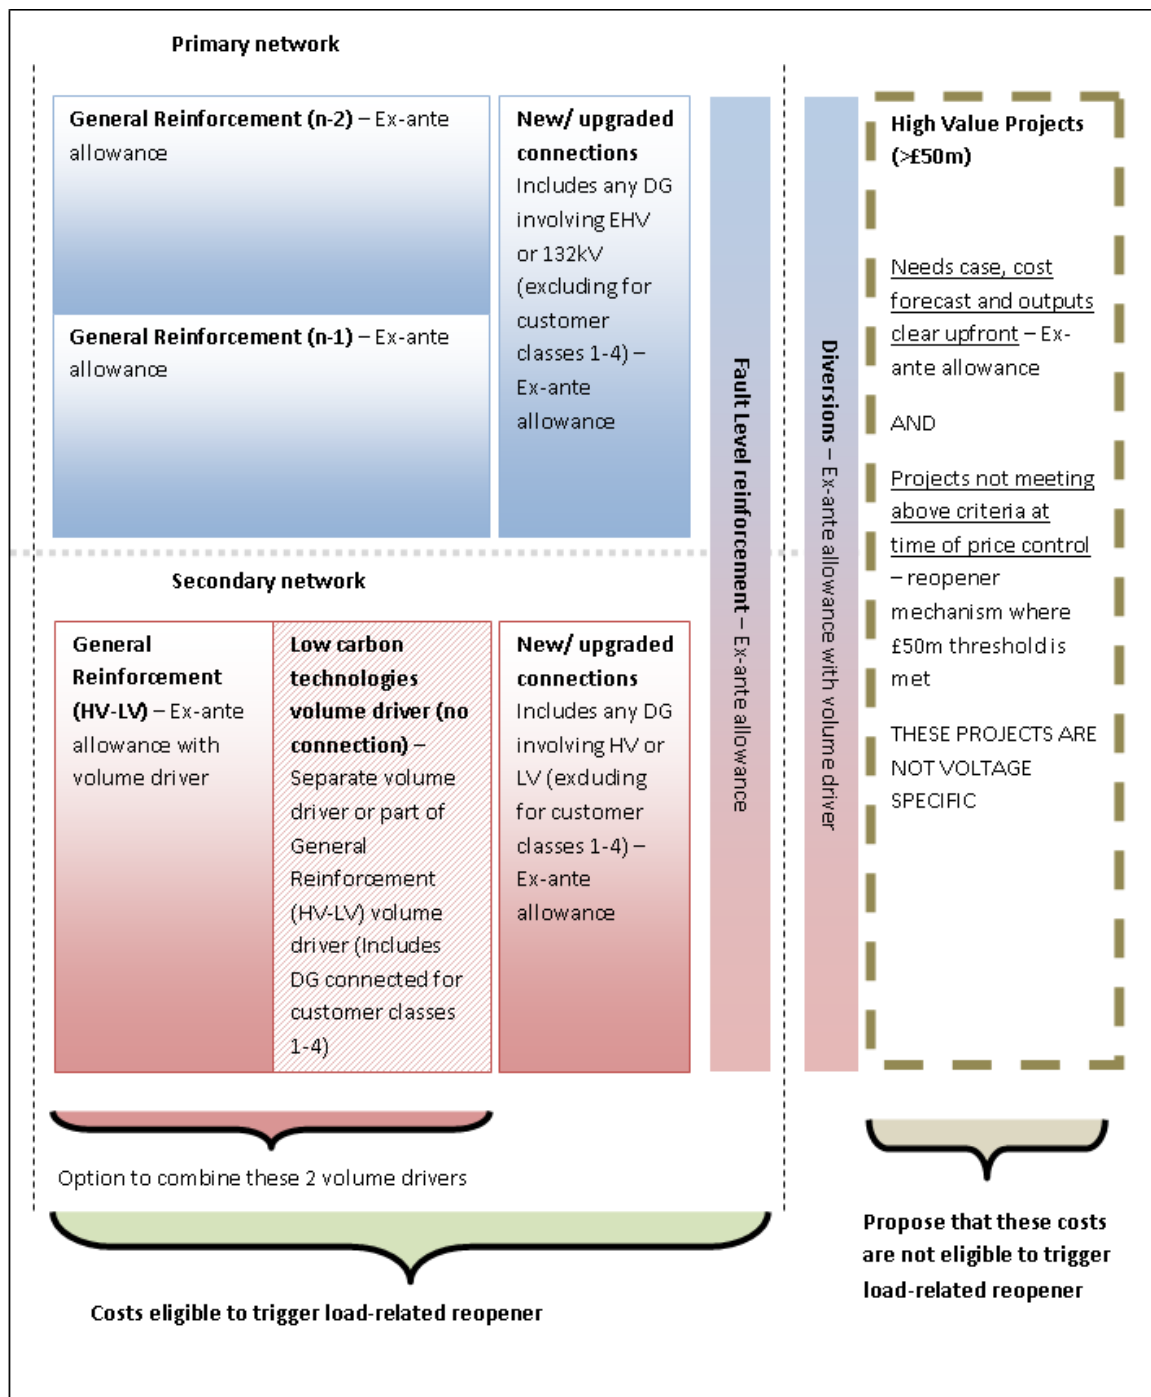 Primary network
General Reinforcement (n-2) – Ex-ante
allowance
New/ upgraded
connections
Includes any DG
involving EHV
or 132kV
(excluding for
customer
classes 1-4) –
Ex-ante
allowance
General Reinforcement (n-1) – Ex-ante
allowance
Fault Level reinforcement – Ex-ante allowance
Diversions – Ex-ante allowance with volume driver
High Value Projects
(>£50m)
Needs case, cost
forecast and outputs
clear upfront – Ex-
ante allowance
AND
Projects not meeting
above criteria at
time of price control
– reopener
mechanism where
£50m threshold is
met
THESE PROJECTS ARE
NOT VOLTAGE
SPECIFIC
Secondary network
General
Reinforcement
(HV-LV) – Ex-ante
allowance with
volume driver
Low carbon
technologies
volume driver (no
connection) –
Separate volume
driver or part of
General
Reinforcement
(HV-LV) volume
driver (Includes
DG connected for
customer classes
1-4)
New/ upgraded
connections
Includes any DG
involving HV or
LV (excluding
for customer
classes 1-4) –
Ex-ante
allowance
Option to combine these 2 volume drivers
Costs eligible to trigger load-related reopener
Propose that these costs
are not eligible to trigger
load-related reopener